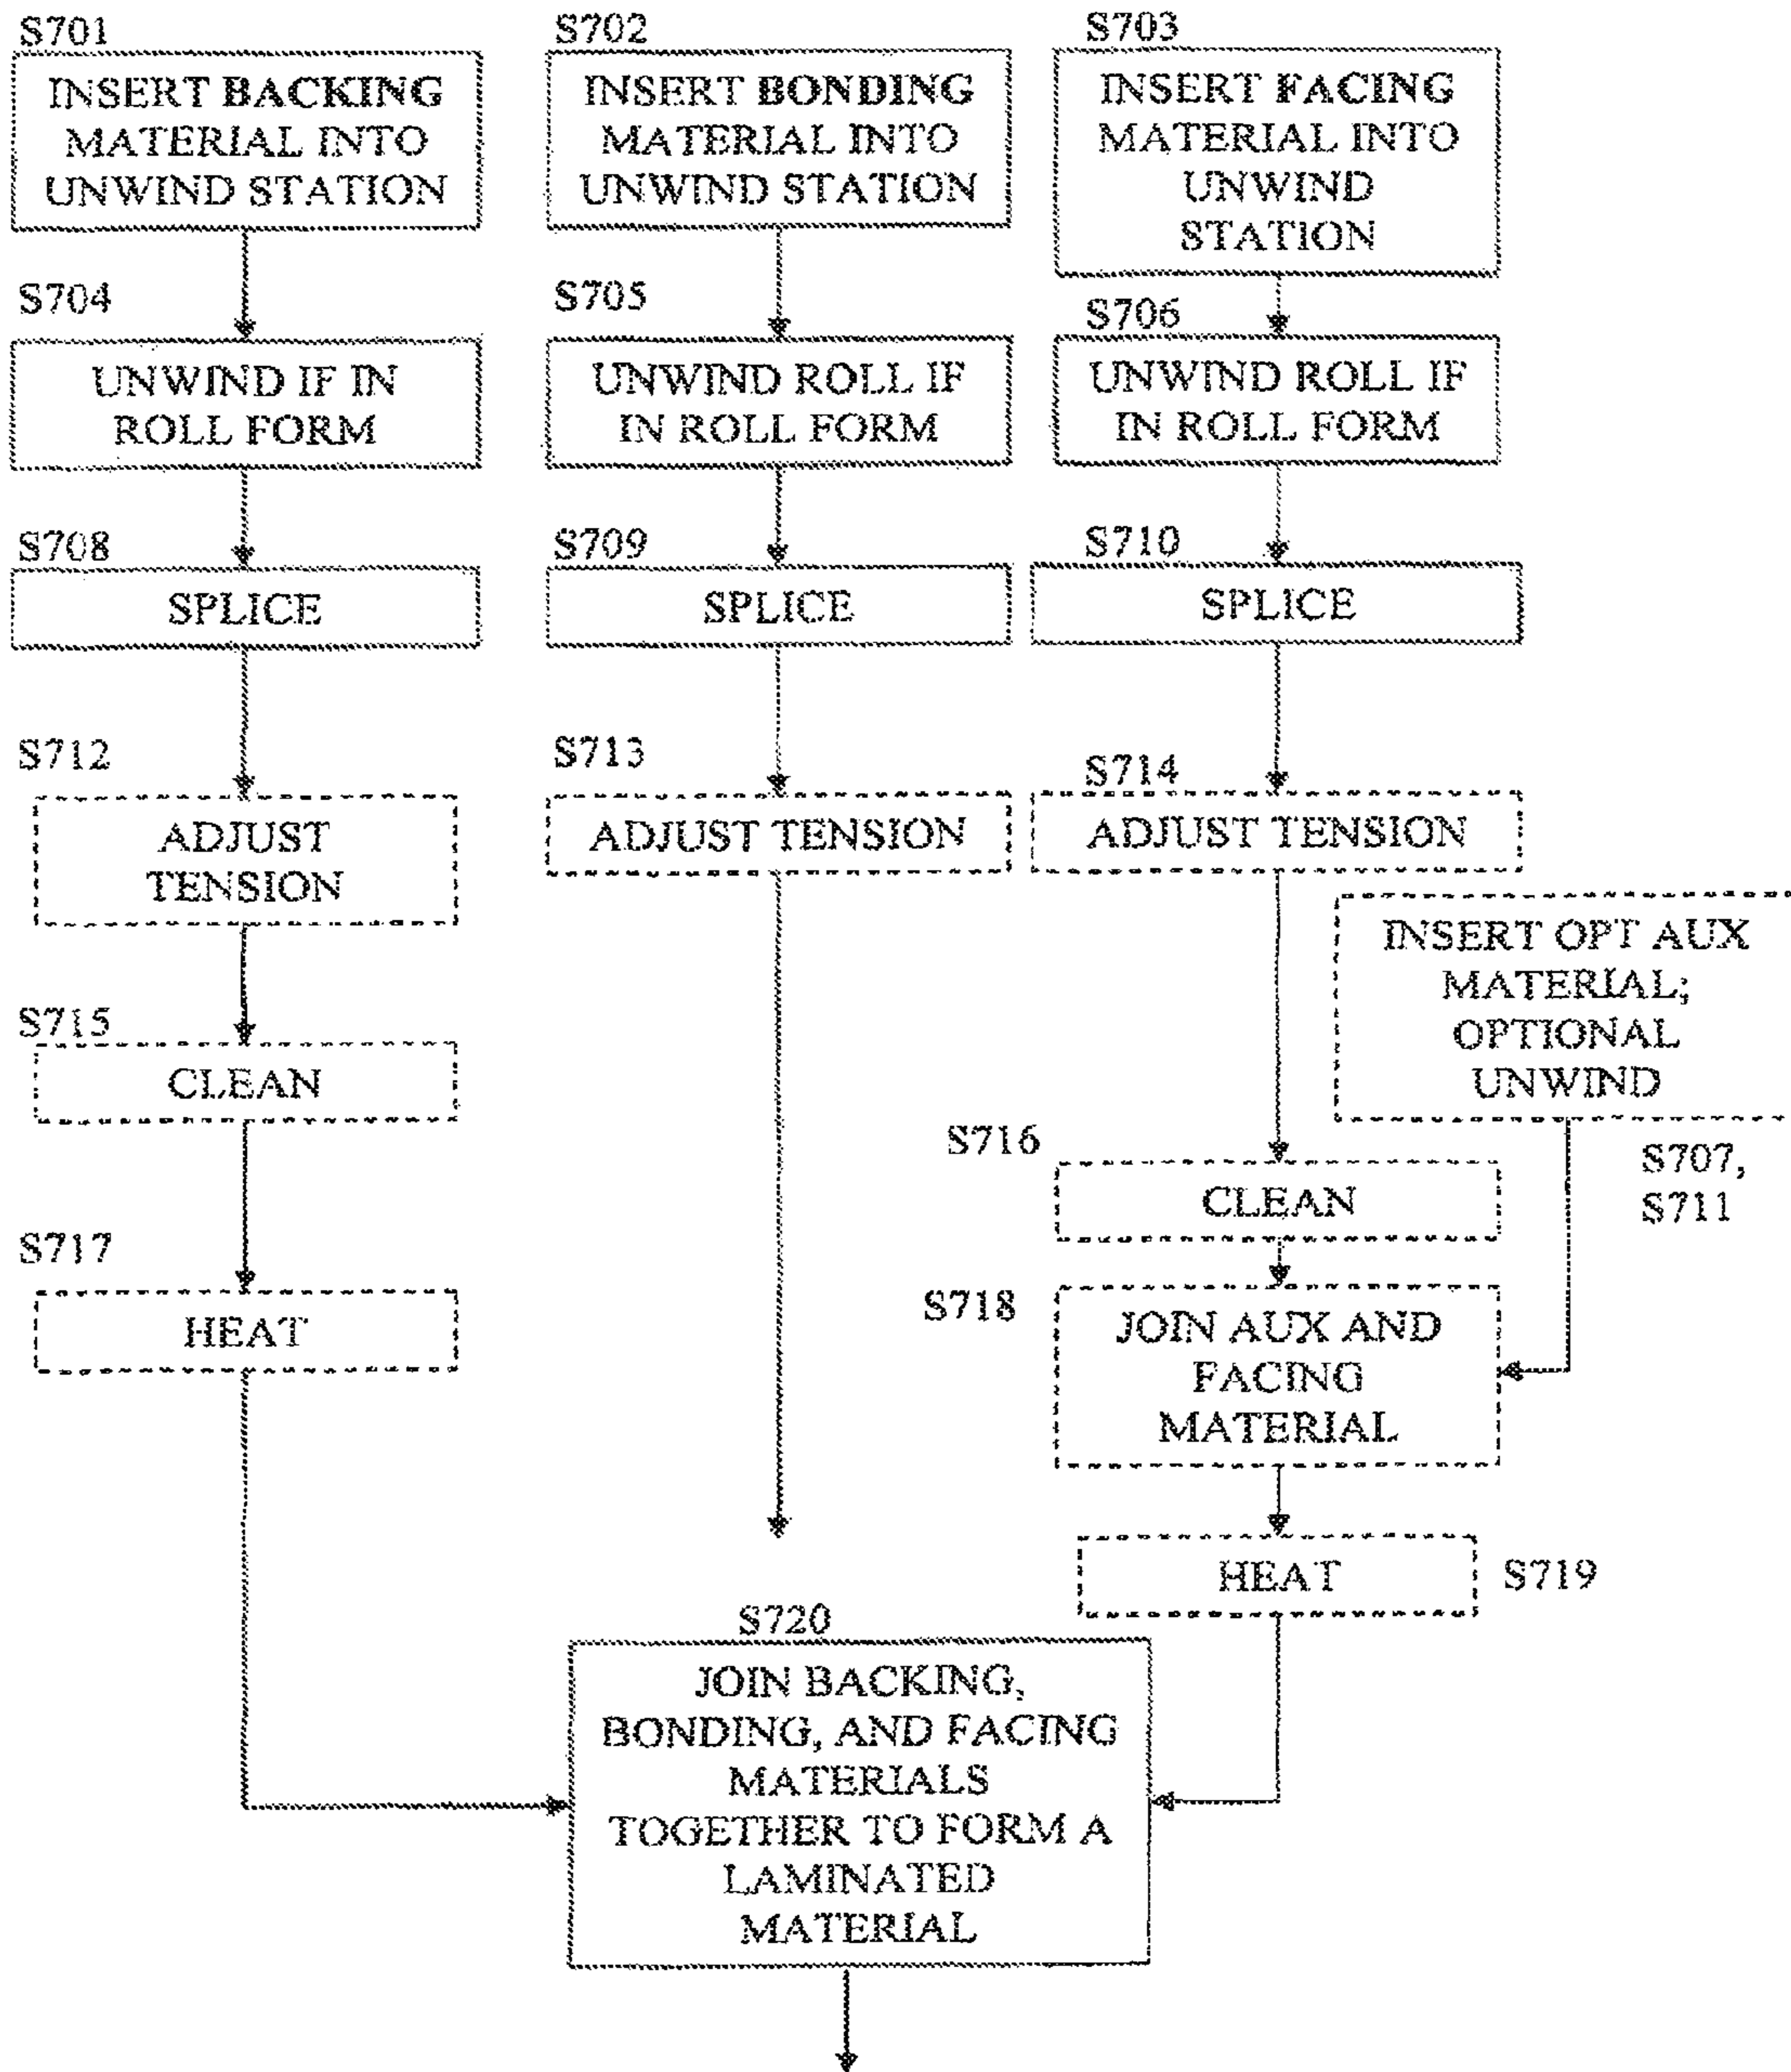 S701
INSERT BACKING
MATERIAL INTO
UNWIND STATION
S702
INSERT BONDING
MATERIAL INTO
UNWIND STATION
S703
INSERT FACING
MATERIAL INTO
UNWIND
STATION
S704
UNWIND IF IN
ROLL FORM
S705
UNWIND ROLL IF
IN ROLL FORM
S706
UNWIND ROLL IF
IN ROLL FORM
S708
SPLICE
S709
SPLICE
S710
SPLICE
S712
ADJUST
TENSION
S713
ADJUST TENSION
S714
ADJUST TENSION
INSERT OPT AUX
MATERIAL;
OPTIONAL
UNWIND
S707,
S711
S715
CLEAN
S716
CLEAN
S717
HEAT
S718
JOIN AUX AND
FACING
MATERIAL
HEAT
S719
S720
JOIN BACKING,
BONDING, AND FACING
MATERIALS
TOGETHER TO FORM A
LAMINATED
MATERIAL